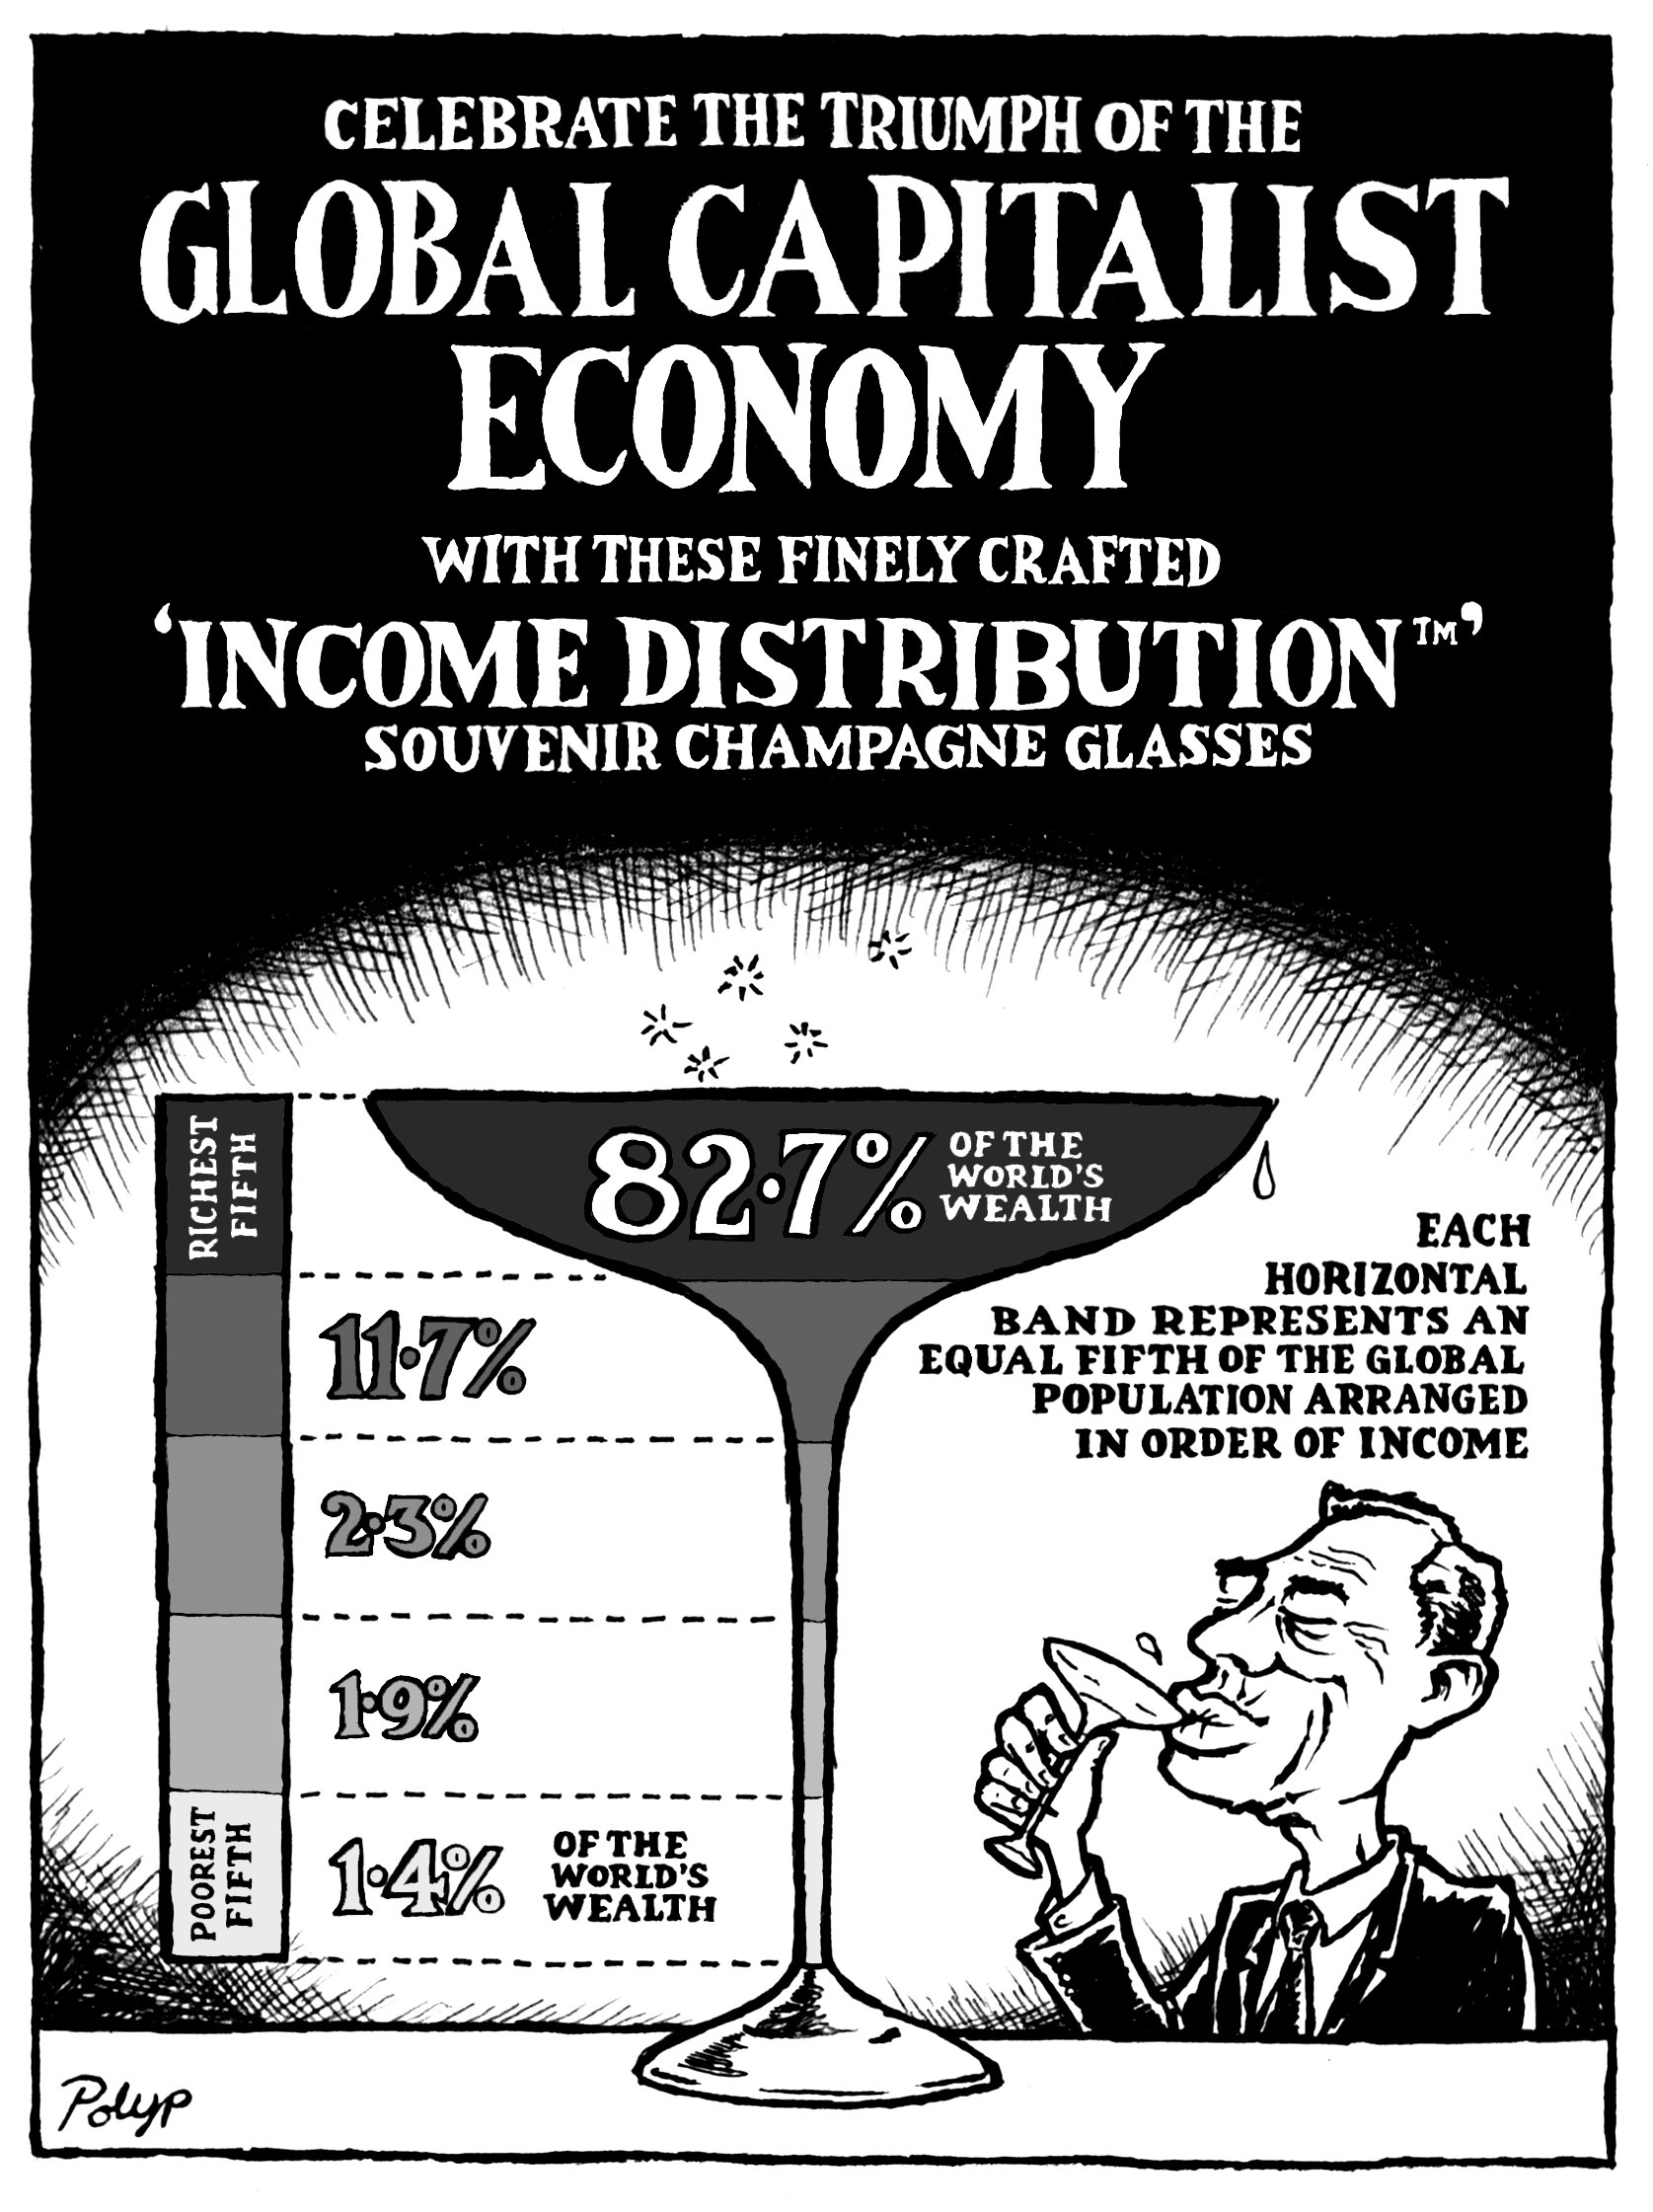 CELEBRATE THE TRIUMPH OF THE
GLOBAL CAPITALIST
ECONOMY
WITH THESE FINELY CRAFTED
‘INCOME DISTRIBUTION™’
SOUVENIR CHAMPAGNE GLASSES
RICHEST
FIFTH
82·7%
OF THE
WORLD'S
WEALTH
11·7%
2·3%
1·9%
POOREST
FIFTH
1·4%
OF THE
WORLD'S
WEALTH
EACH
HORIZONTAL
BAND REPRESENTS AN
EQUAL FIFTH OF THE GLOBAL
POPULATION ARRANGED
IN ORDER OF INCOME
Polyp